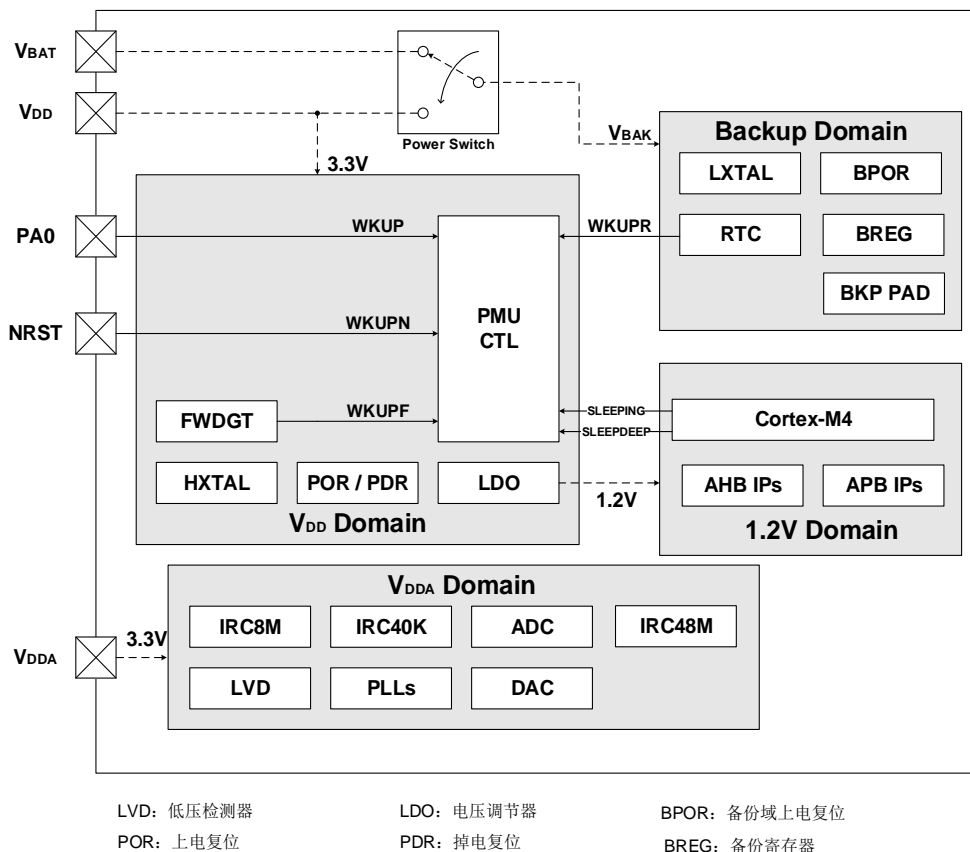 VBAT
VDD
Power Switch
VBAK
3.3V
Backup Domain
LXTAL
BPOR
RTC
BREG
BKP PAD
PA0
WKUP
WKUPR
NRST
WKUPN
PMU
CTL
FWDGT
WKUPF
SLEEPING
SLEEPDEEP
Cortex-M4
HXTAL
POR / PDR
LDO
1.2V
AHB IPs
APB IPs
VDD Domain
1.2V Domain
VDDA Domain
IRC8M
IRC40K
ADC
IRC48M
VDDA
3.3V
LVD
PLLs
DAC
LVD：低压检测器
LDO：电压调节器
BPOR：备份域上电复位
POR：上电复位
PDR：掉电复位
BREG：备份寄存器